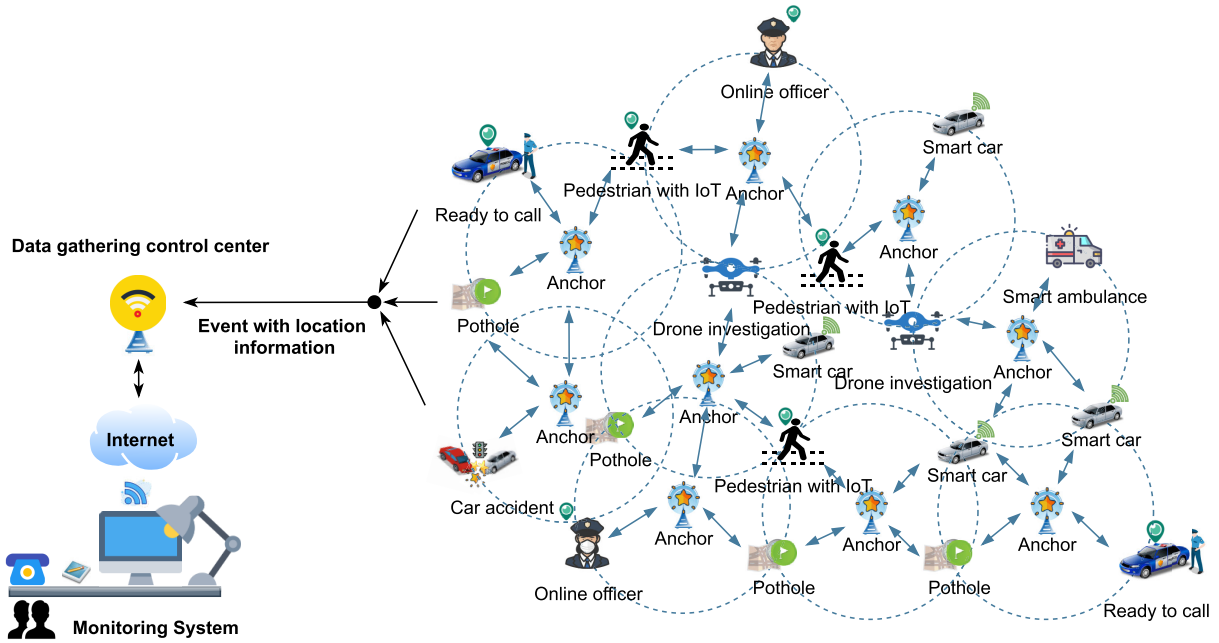 Online officer
Smart car
Pedestrian with IoT
Anchor
Ready to call
Data gathering control center
Anchor
Anchor
Smart ambulance
Pedestrian with IoT
Event with location
information
Pothole
Drone investigation
Smart car
Anchor
Drone investigation
Anchor
Anchor
Pothole
Internet
Smart car
Smart car
Pedestrian with IoT
Car accident
Anchor
Anchor
Anchor
Online officer
Pothole
Pothole
Ready to call
Monitoring System